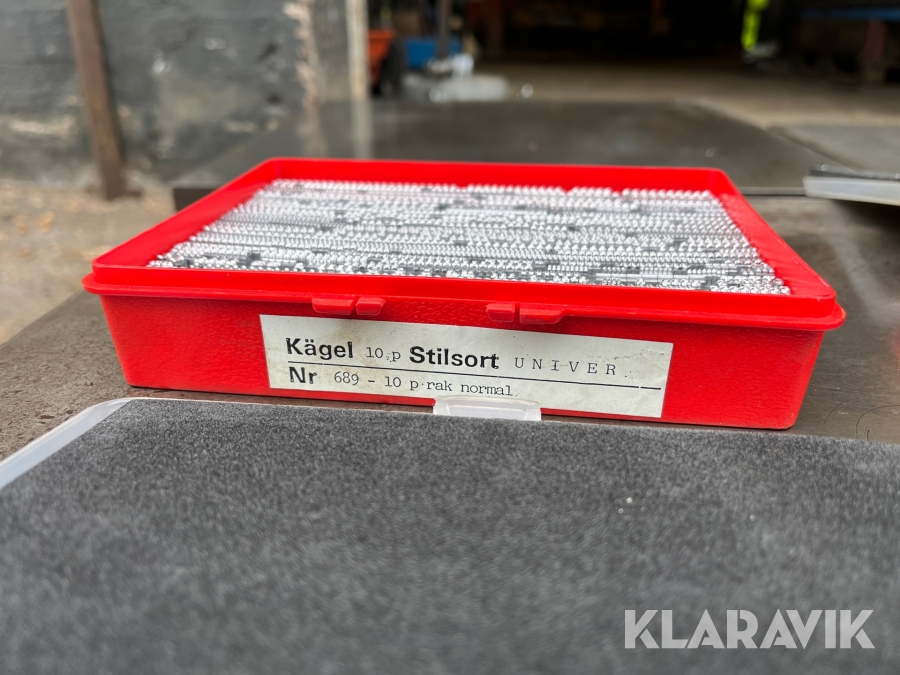 Kägel 10.p Stilsort UNIVER.
Nr 689 - 10 p.rak normal.
KLARAVIK